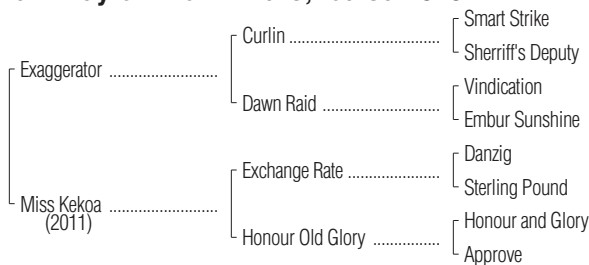 Smart Strike
Curlin
Sherriff's Deputy
Exaggerator
Vindication
Dawn Raid
Embur Sunshine
Danzig
Exchange Rate
Sterling Pound
Miss Kekoa
(2011)
Honour and Glory
Honour Old Glory
Approve